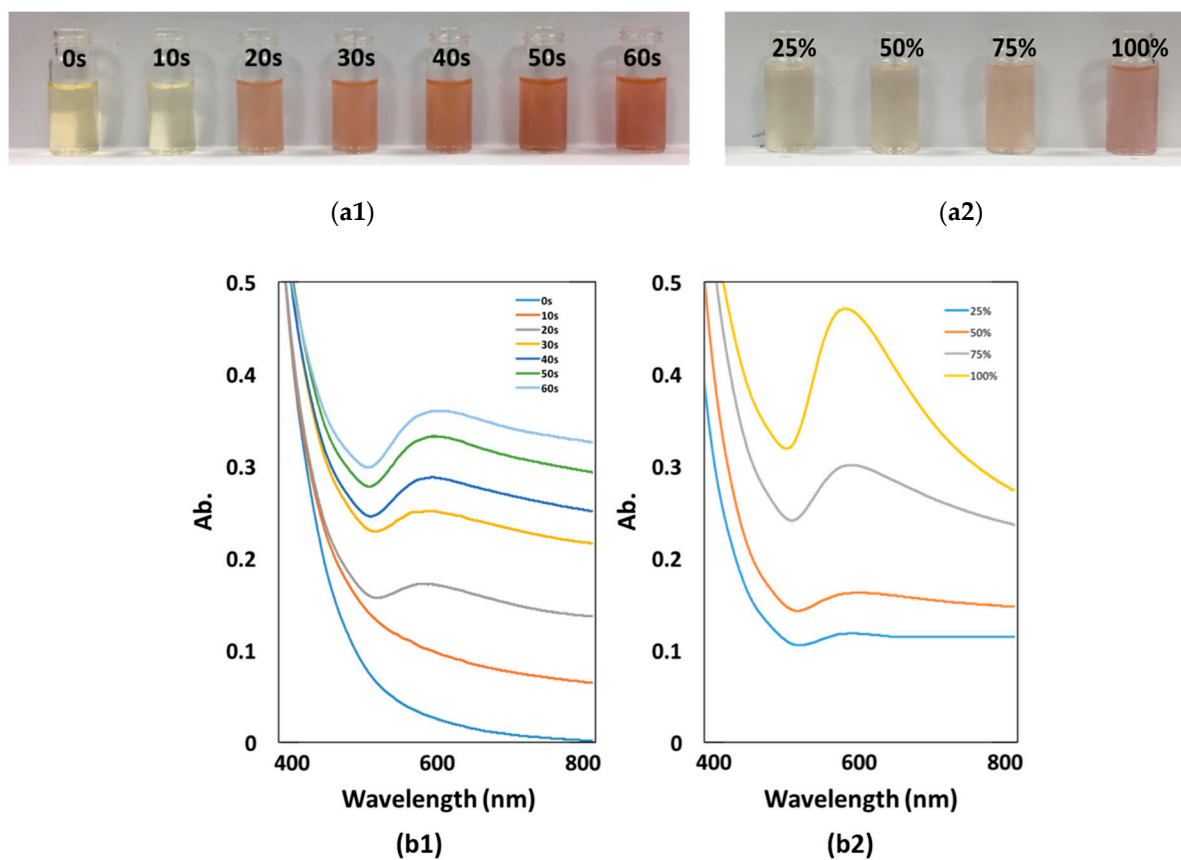 0s 10s 20s 30s 40s 50s 60s
25% 50% 75% 100%
(a1)
(a2)
0.5
0.4
0.3
0.2
0.1
0
Ab.
0s
10s
20s
30s
40s
50s
60s
400 600 800
Wavelength (nm)
(b1)
0.5
0.4
0.3
0.2
0.1
0
Ab.
25%
50%
75%
100%
400 600 800
Wavelength (nm)
(b2)